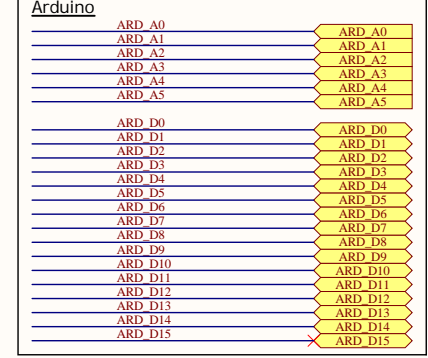 Arduino
ARD_A0 ARD_A0
ARD_A1 ARD_A1
ARD_A2 ARD_A2
ARD_A3 ARD_A3
ARD_A4 ARD_A4
ARD_A5 ARD_A5
ARD_D0 ARD_D0
ARD_D1 ARD_D1
ARD_D2 ARD_D2
ARD_D3 ARD_D3
ARD_D4 ARD_D4
ARD_D5 ARD_D5
ARD_D6 ARD_D6
ARD_D7 ARD_D7
ARD_D8 ARD_D8
ARD_D9 ARD_D9
ARD_D10 ARD_D10
ARD_D11 ARD_D11
ARD_D12 ARD_D12
ARD_D13 ARD_D13
ARD_D14 ARD_D14
ARD_D15 ARD_D15